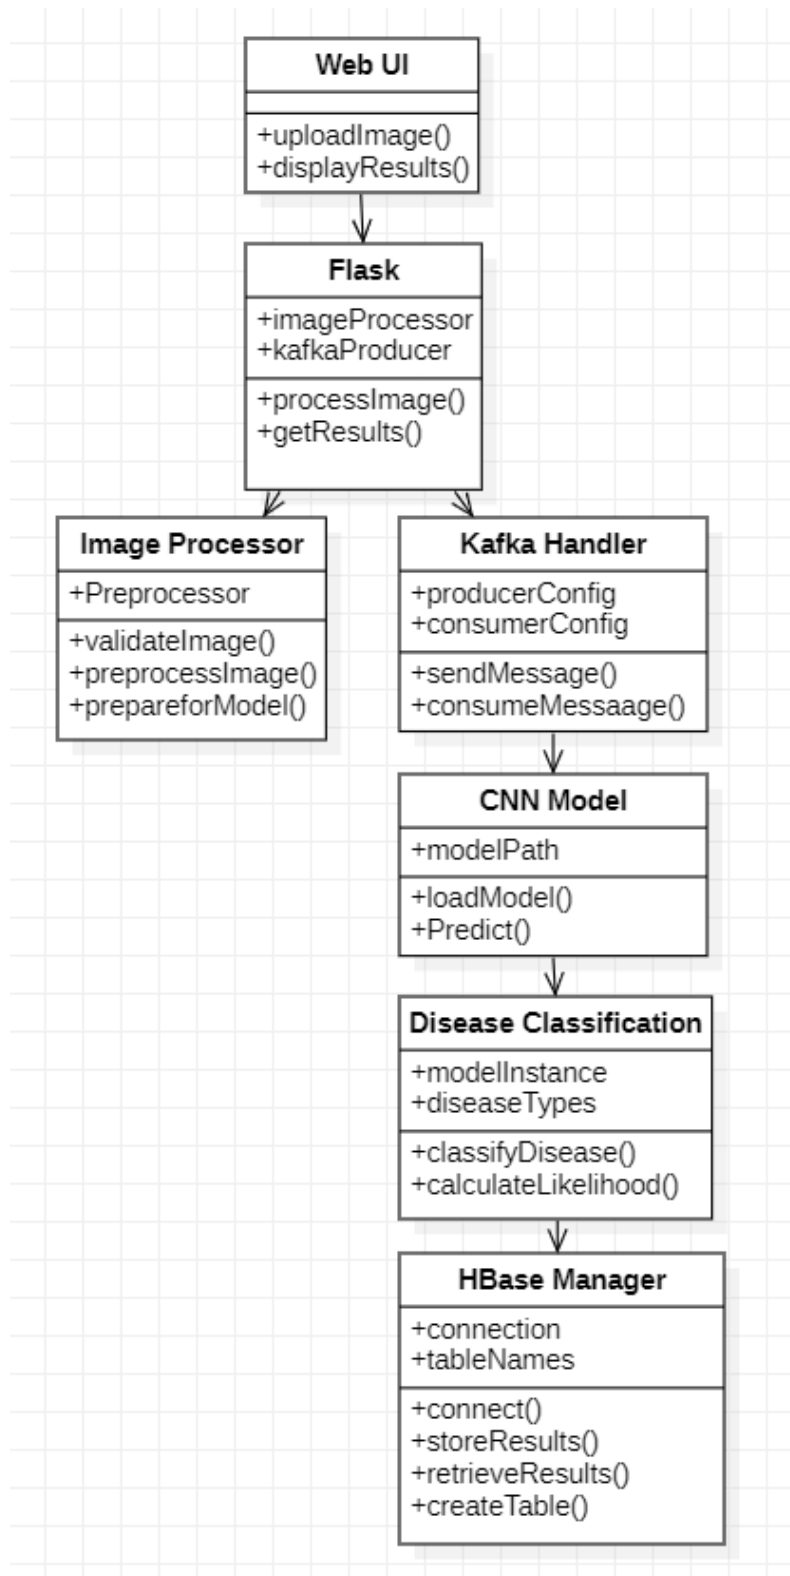 Web UI
+uploadImage()
+displayResults()
Flask
+imageProcessor
+kafkaProducer
+processImage()
+getResults()
Image Processor
+Preprocessor
+validateImage()
+preprocessImage()
+prepareforModel()
Kafka Handler
+producerConfig
+consumerConfig
+sendMessage()
+consumeMessaage()
CNN Model
+modelPath
+loadModel()
+Predict()
Disease Classification
+modelInstance
+diseaseTypes
+classifyDisease()
+calculateLikelihood()
HBase Manager
+connection
+tableNames
+connect()
+storeResults()
+retrieveResults()
+createTable()